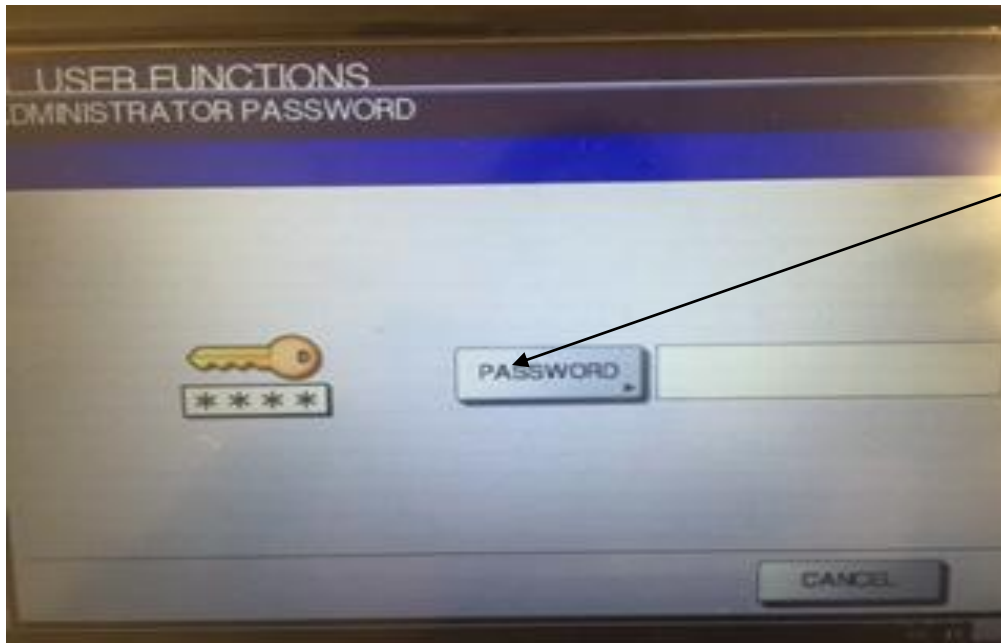 USER FUNCTIONS
DMINISTRATOR PASSWORD
* * * *
PASSWORD
CANCEL